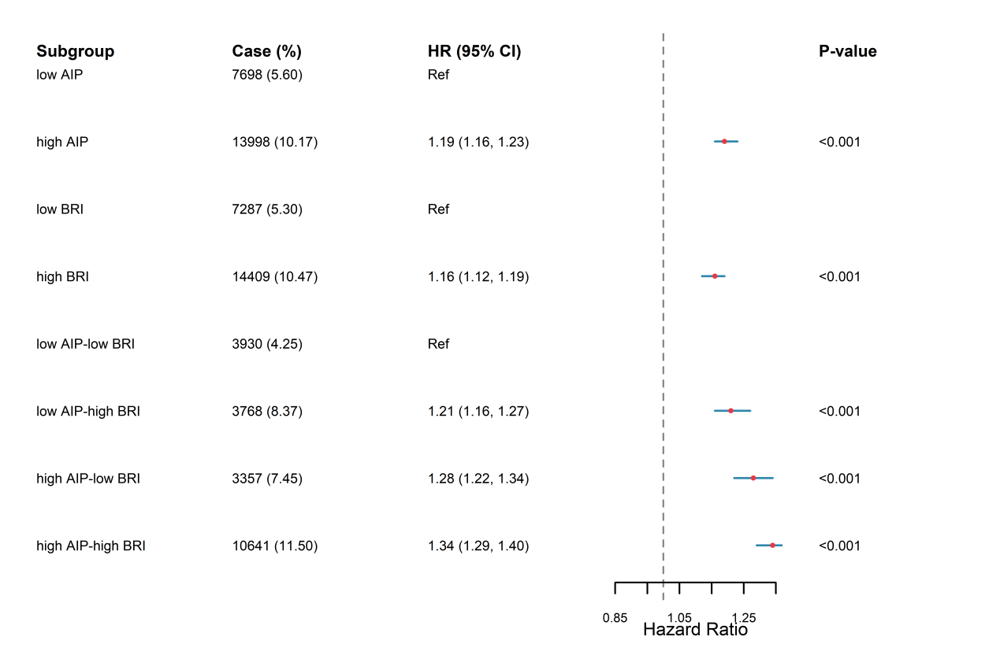 Subgroup Case (%) HR (95% CI) P-value
low AIP 7698 (5.60) Ref
high AIP 13998 (10.17) 1.19 (1.16, 1.23) <0.001
low BRI 7287 (5.30) Ref
high BRI 14409 (10.47) 1.16 (1.12, 1.19) <0.001
low AIP-low BRI 3930 (4.25) Ref
low AIP-high BRI 3768 (8.37) 1.21 (1.16, 1.27) <0.001
high AIP-low BRI 3357 (7.45) 1.28 (1.22, 1.34) <0.001
high AIP-high BRI 10641 (11.50) 1.34 (1.29, 1.40) <0.001
0.85 1.05 1.25
Hazard Ratio